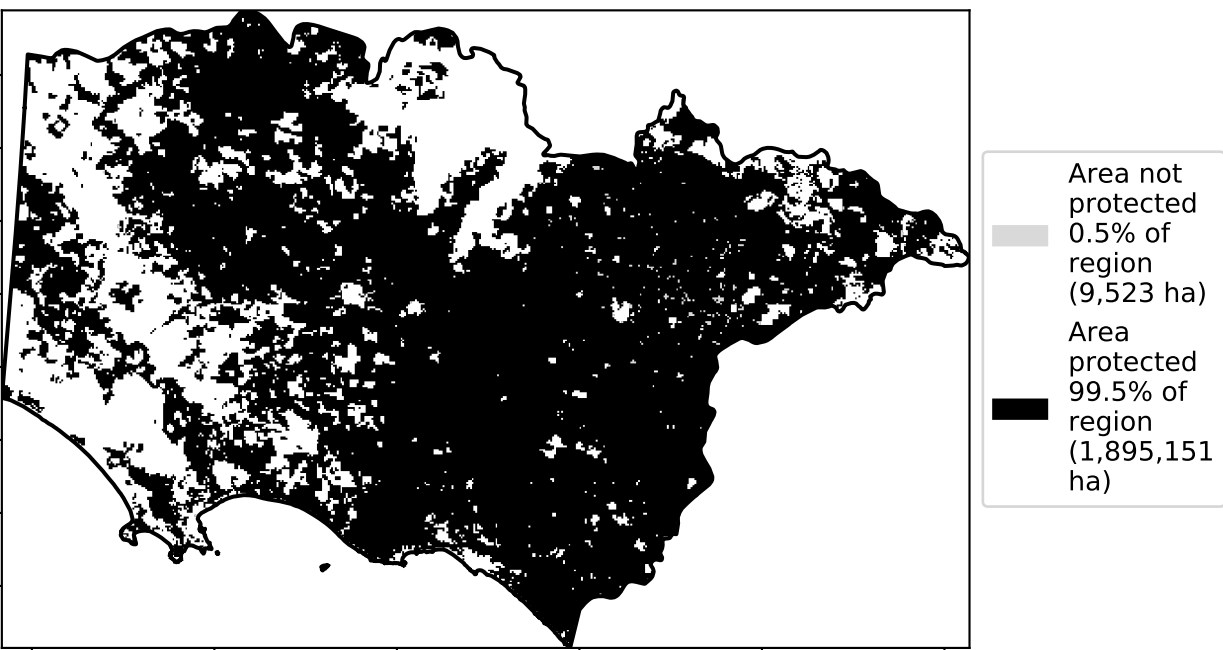 Area not
protected
0.5% of
region
(9,523 ha)
Area
protected
99.5% of
region
(1,895,151
ha)